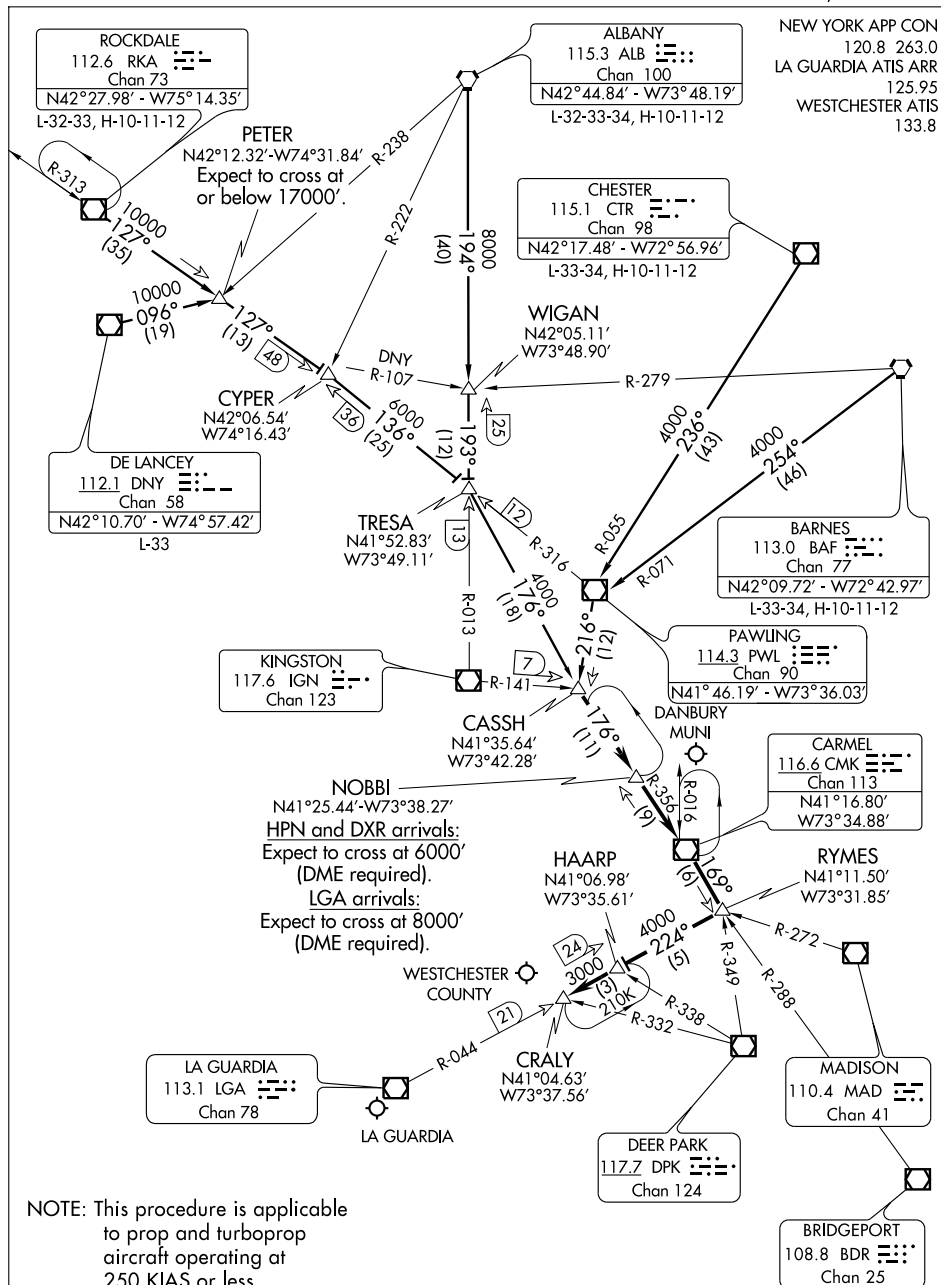 ROCKDALE
112.6 RKA
Chan 73
N42°27.98' - W75°14.35'
L-32-33, H-10-11-12
ALBANY
115.3 ALB
Chan 100
N42°44.84' - W73°48.19'
L-32-33-34, H-10-11-12
NEW YORK APP CON
120.8 263.0
LA GUARDIA ATIS ARR
125.95
WESTCHESTER ATIS
133.8
PETER
N42°12.32'-W74°31.84'
Expect to cross at
or below 17000'.
R-238
R-222
R-313
10000
127°
(35)
8000
194°
(40)
CHESTER
115.1 CTR
Chan 98
N42°17.48' - W72°56.96'
L-33-34, H-10-11-12
10000
096°
(19)
127°
(13)
48
WIGAN
N42°05.11'
W73°48.90'
DNY
R-107
R-279
CYPER
N42°06.54'
W74°16.43'
36
6000
136°
(25)
193°
(12)
25
4000
236°
(43)
4000
254°
(46)
DE LANCEY
112.1 DNY
Chan 58
N42°10.70' - W74°57.42'
L-33
TRESA
N41°52.83'
W73°49.11'
13
12
R-316
R-055
R-071
BARNES
113.0 BAF
Chan 77
N42°09.72' - W72°42.97'
L-33-34, H-10-11-12
R-013
4000
176°
(18)
216°
(12)
PAWLING
114.3 PWL
Chan 90
N41°46.19' - W73°36.03'
KINGSTON
117.6 IGN
Chan 123
R-141
7
CASSH
N41°35.64'
W73°42.28'
176°
(11)
DANBURY
MUNI
CARMEL
116.6 CMK
Chan 113
N41°16.80'
W73°34.88'
NOBBI
N41°25.44'-W73°38.27'
HPN and DXR arrivals:
Expect to cross at 6000'
(DME required).
LGA arrivals:
Expect to cross at 8000'
(DME required).
R-356
(9)
R-016
169°
(6)
HAARP
N41°06.98'
W73°35.61'
RYMES
N41°11.50'
W73°31.85'
4000
224°
(5)
24
3000
(3)
210K
R-272
R-349
R-288
R-338
R-332
WESTCHESTER
COUNTY
21
R-044
CRALY
N41°04.63'
W73°37.56'
LA GUARDIA
113.1 LGA
Chan 78
LA GUARDIA
MADISON
110.4 MAD
Chan 41
DEER PARK
117.7 DPK
Chan 124
BRIDGEPORT
108.8 BDR
Chan 25
NOTE: This procedure is applicable
to prop and turboprop
aircraft operating at
250 KIAS or less